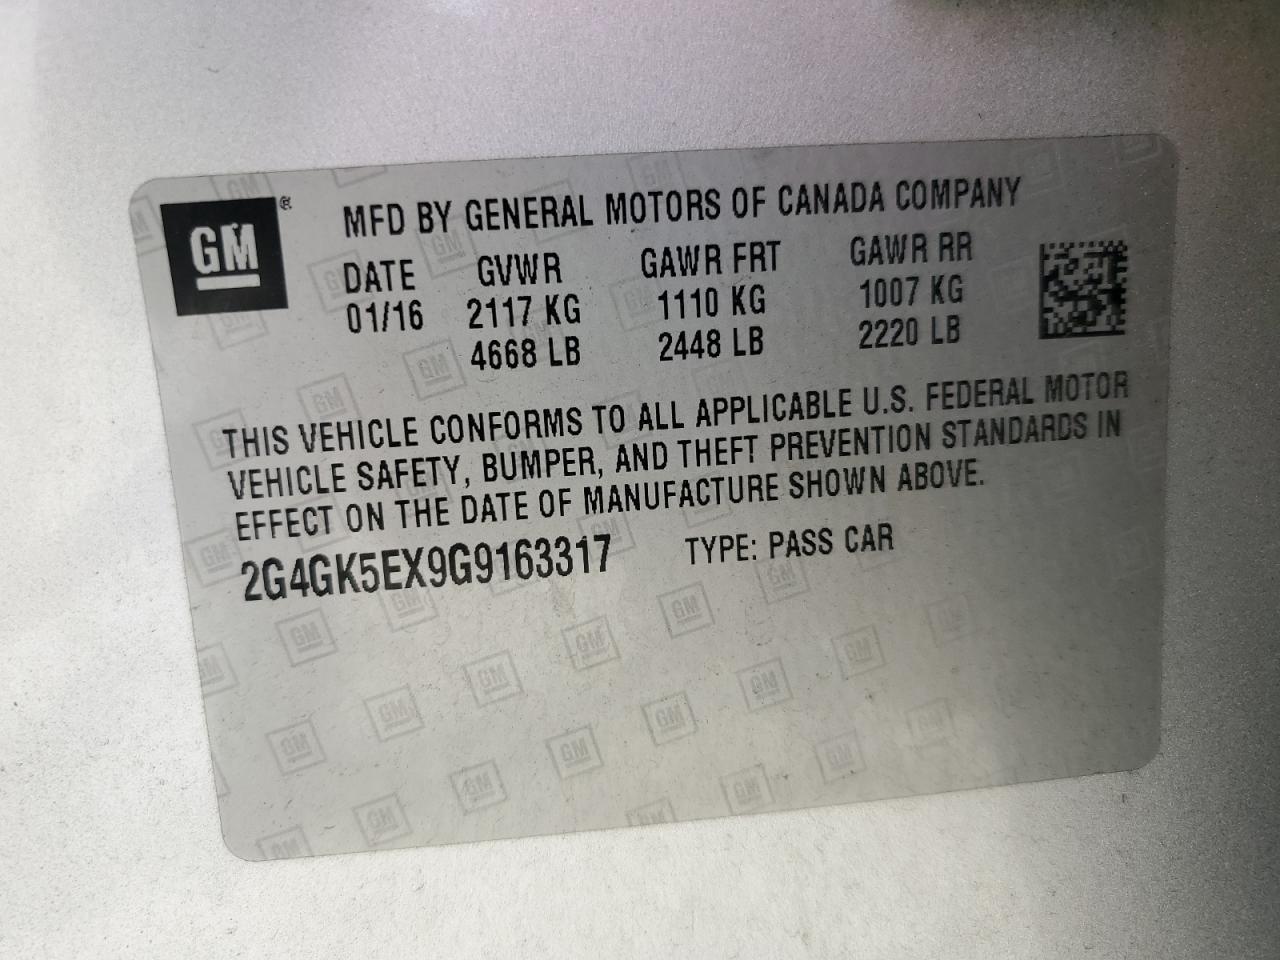 GM ®
MFD BY GENERAL MOTORS OF CANADA COMPANY
DATE GVWR GAWR FRT GAWR RR
01/16 2117 KG 1110 KG 1007 KG
4668 LB 2448 LB 2220 LB
THIS VEHICLE CONFORMS TO ALL APPLICABLE U.S. FEDERAL MOTOR
VEHICLE SAFETY, BUMPER, AND THEFT PREVENTION STANDARDS IN
EFFECT ON THE DATE OF MANUFACTURE SHOWN ABOVE.
2G4GK5EX9G9163317 TYPE: PASS CAR